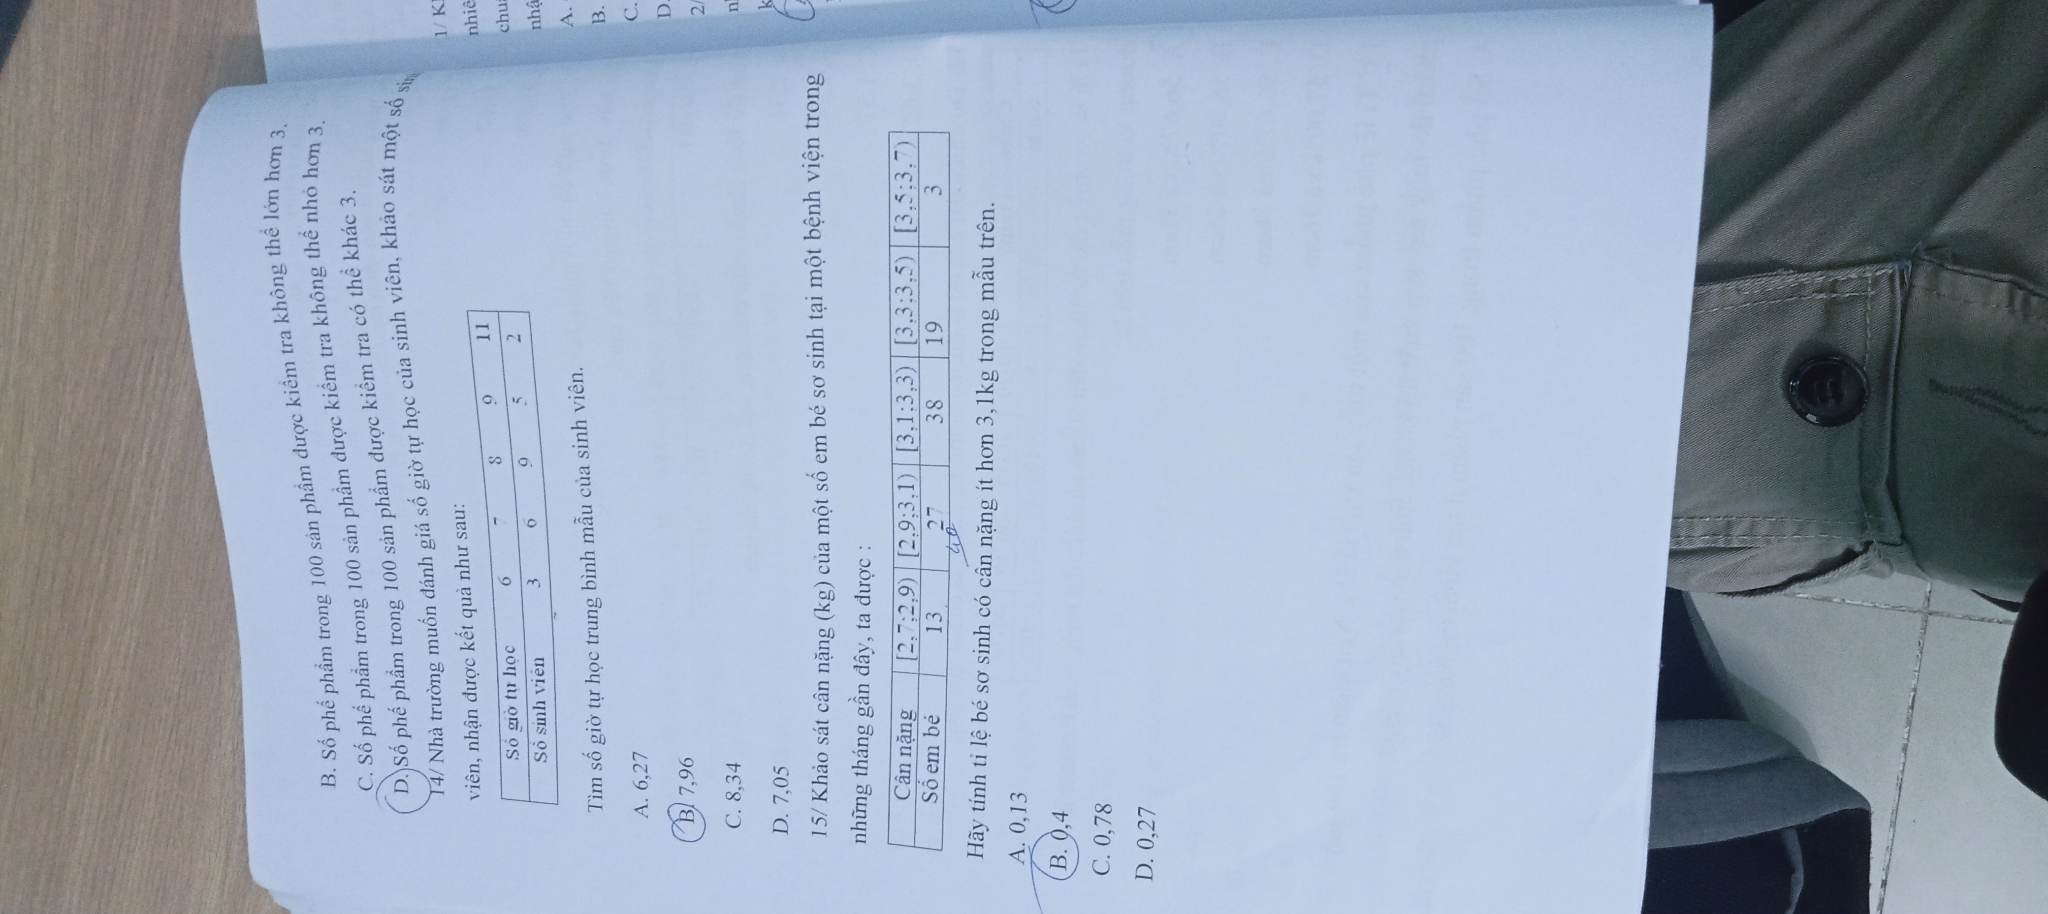 B. Số phế phẩm trong 100 sản phẩm được kiểm tra không thể lớn hơn 3.
C. Số phế phẩm trong 100 sản phẩm được kiểm tra không thể nhỏ hơn 3.
D. Số phế phẩm trong 100 sản phẩm được kiểm tra có thể khác 3.
14/ Nhà trường muốn đánh giá số giờ tự học của sinh viên, khảo sát một số
viên, nhận được kết quả như sau:
Số giờ tự học 6 7 8 9 11
Số sinh viên 3 6 9 5 2
Tìm số giờ tự học trung bình mẫu của sinh viên.
A. 6,27
B. 7,96
C. 8,34
D. 7,05
15/ Khảo sát cân nặng (kg) của một số em bé sơ sinh tại một bệnh viện trong
những tháng gần đây, ta được :
Cân nặng [2,7;2,9) [2,9;3,1) [3,1;3,3) [3,3;3,5) [3,5;3,7)
Số em bé 13 27 38 19 3
40
Hãy tính tỉ lệ bé sơ sinh có cân nặng ít hơn 3,1kg trong mẫu trên.
A. 0,13
B. 0,4
C. 0,78
D. 0,27
1/ K
nhiê
chu
nhậ
A.
B.
C.
D.
2/